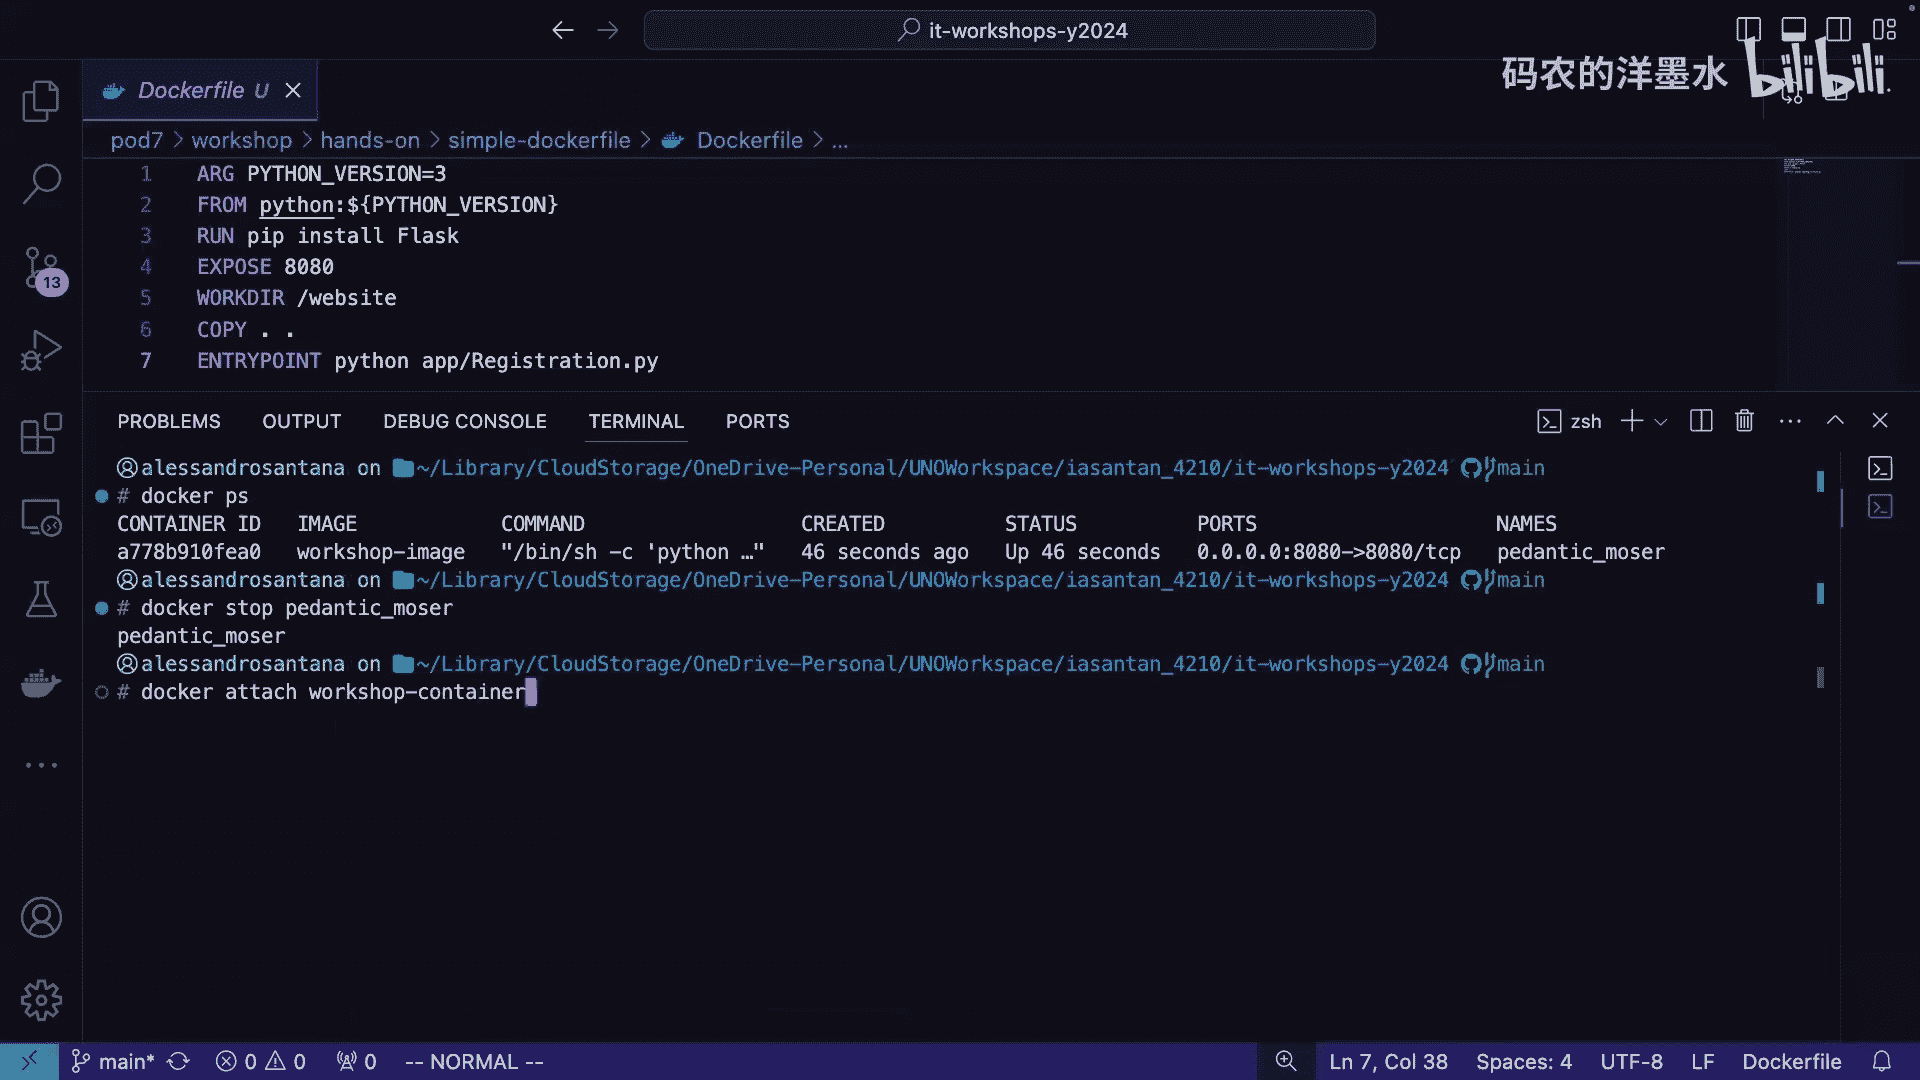 it-workshops-y2024
码农的洋墨水 bilibili
Dockerfile U
pod7 > workshop > hands-on > simple-dockerfile > Dockerfile > ...
13
1 ARG PYTHON_VERSION=3
2 FROM python:${PYTHON_VERSION}
3 RUN pip install Flask
4 EXPOSE 8080
5 WORKDIR /website
6 COPY . .
7 ENTRYPOINT python app/Registration.py
PROBLEMS OUTPUT DEBUG CONSOLE TERMINAL PORTS zsh
alessandrosantana on ~/Library/CloudStorage/OneDrive-Personal/UNOWorkspace/iasantan_4210/it-workshops-y2024 main
# docker ps
CONTAINER ID IMAGE COMMAND CREATED STATUS PORTS NAMES
a778b910fea0 workshop-image "/bin/sh -c 'python …" 46 seconds ago Up 46 seconds 0.0.0.0:8080->8080/tcp pedantic_moser
alessandrosantana on ~/Library/CloudStorage/OneDrive-Personal/UNOWorkspace/iasantan_4210/it-workshops-y2024 main
# docker stop pedantic_moser
pedantic_moser
alessandrosantana on ~/Library/CloudStorage/OneDrive-Personal/UNOWorkspace/iasantan_4210/it-workshops-y2024 main
# docker attach workshop-container
main* 0 0 0 -- NORMAL -- Ln 7, Col 38 Spaces: 4 UTF-8 LF Dockerfile